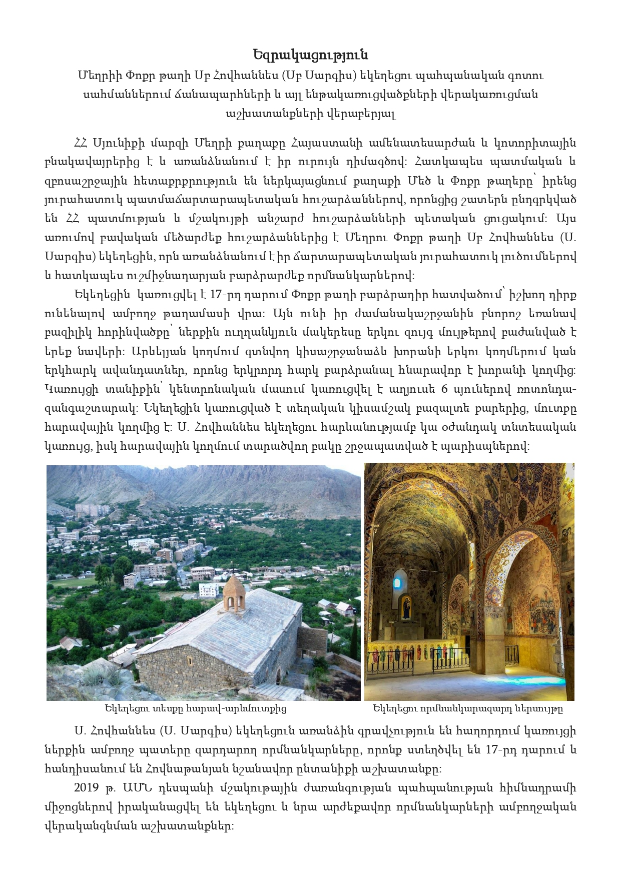 Եզրակացություն
Մեղրիի Փոքր թաղի Սբ Հովհաննես (Սբ Սարգիս) եկեղեցու պահպանական գոտու
սահմաններում ճանապարհների և այլ ենթակառուցվածքների վերակառուցման
աշխատանքների վերաբերյալ
ՀՀ Սյունիքի մարզի Մեղրի քաղաքը Հայաստանի ամենատեսարժան և կոլորիտային
բնակավայրերից է և առանձնանում է իր ուրույն դիմագծով: Հատկապես պատմական և
զբոսաշրջային հետաքրքրություն են ներկայացնում քաղաքի Մեծ և Փոքր թաղերը՝ իրենց
յուրահատուկ պատմաճարտարապետական հուշարձաններով, որոնցից շատերն ընդգրկված
են ՀՀ պատմության և մշակույթի անշարժ հուշարձանների պետական ցուցակում: Այս
առումով բավական մեծարժեք հուշարձաններից է Մեղրու Փոքր թաղի Սբ Հովհաննես (Ս.
Սարգիս) եկեղեցին, որն առանձնանում է իր ճարտարապետական յուրահատուկ լուծումներով
և հատկապես ուշմիջնադարյան բարձրարժեք որմնանկարներով:
Եկեղեցին կառուցվել է 17-րդ դարում Փոքր թաղի բարձրադիր հատվածում՝ իշխող դիրք
ունենալով ամբողջ թաղամասի վրա: Այն ունի իր ժամանակաշրջանին բնորոշ եռանավ
բազիլիկ հորինվածքը՝ ներքին ուղղանկյուն մակերեսը երկու զույգ մույթերով բաժանված է
երեք նավերի: Արևելյան կողմում գտնվող կիսաշրջանաձև խորանի երկու կողմերում կան
երկհարկ ավանդատներ, որոնց երկրորդ հարկ բարձրանալ հնարավոր է խորանի կողմից:
Կառույցի տանիքին՝ կենտրոնական մասում կառուցվել է աղյուսե 6 սյուներով ռոտոնդա-
զանգաշտարակ: Եկեղեցին կառուցված է տեղական կիսամշակ բազալտե քարերից, մուտքը
հարավային կողմից է: Ս. Հովհաննես եկեղեցու հարևանությամբ կա օժանդակ տնտեսական
կառույց, իսկ հարավային կողմում տարածվող բակը շրջապատված է պարիսպներով:
Եկեղեցու տեսքը հարավ-արևմուտքից
Եկեղեցու որմնանկարազարդ ներսույթը
Ս. Հովհաննես (Ս. Սարգիս) եկեղեցուն առանձին գրավչություն են հաղորդում կառույցի
ներքին ամբողջ պատերը զարդարող որմնանկարները, որոնք ստեղծվել են 17-րդ դարում և
հանդիսանում են Հովնաթանյան նշանավոր ընտանիքի աշխատանքը:
2019 թ. ԱՄՆ դեսպանի մշակութային ժառանգության պահպանության հիմնադրամի
միջոցներով իրականացվել են եկեղեցու և նրա արժեքավոր որմնանկարների ամբողջական
վերականգնման աշխատանքներ: